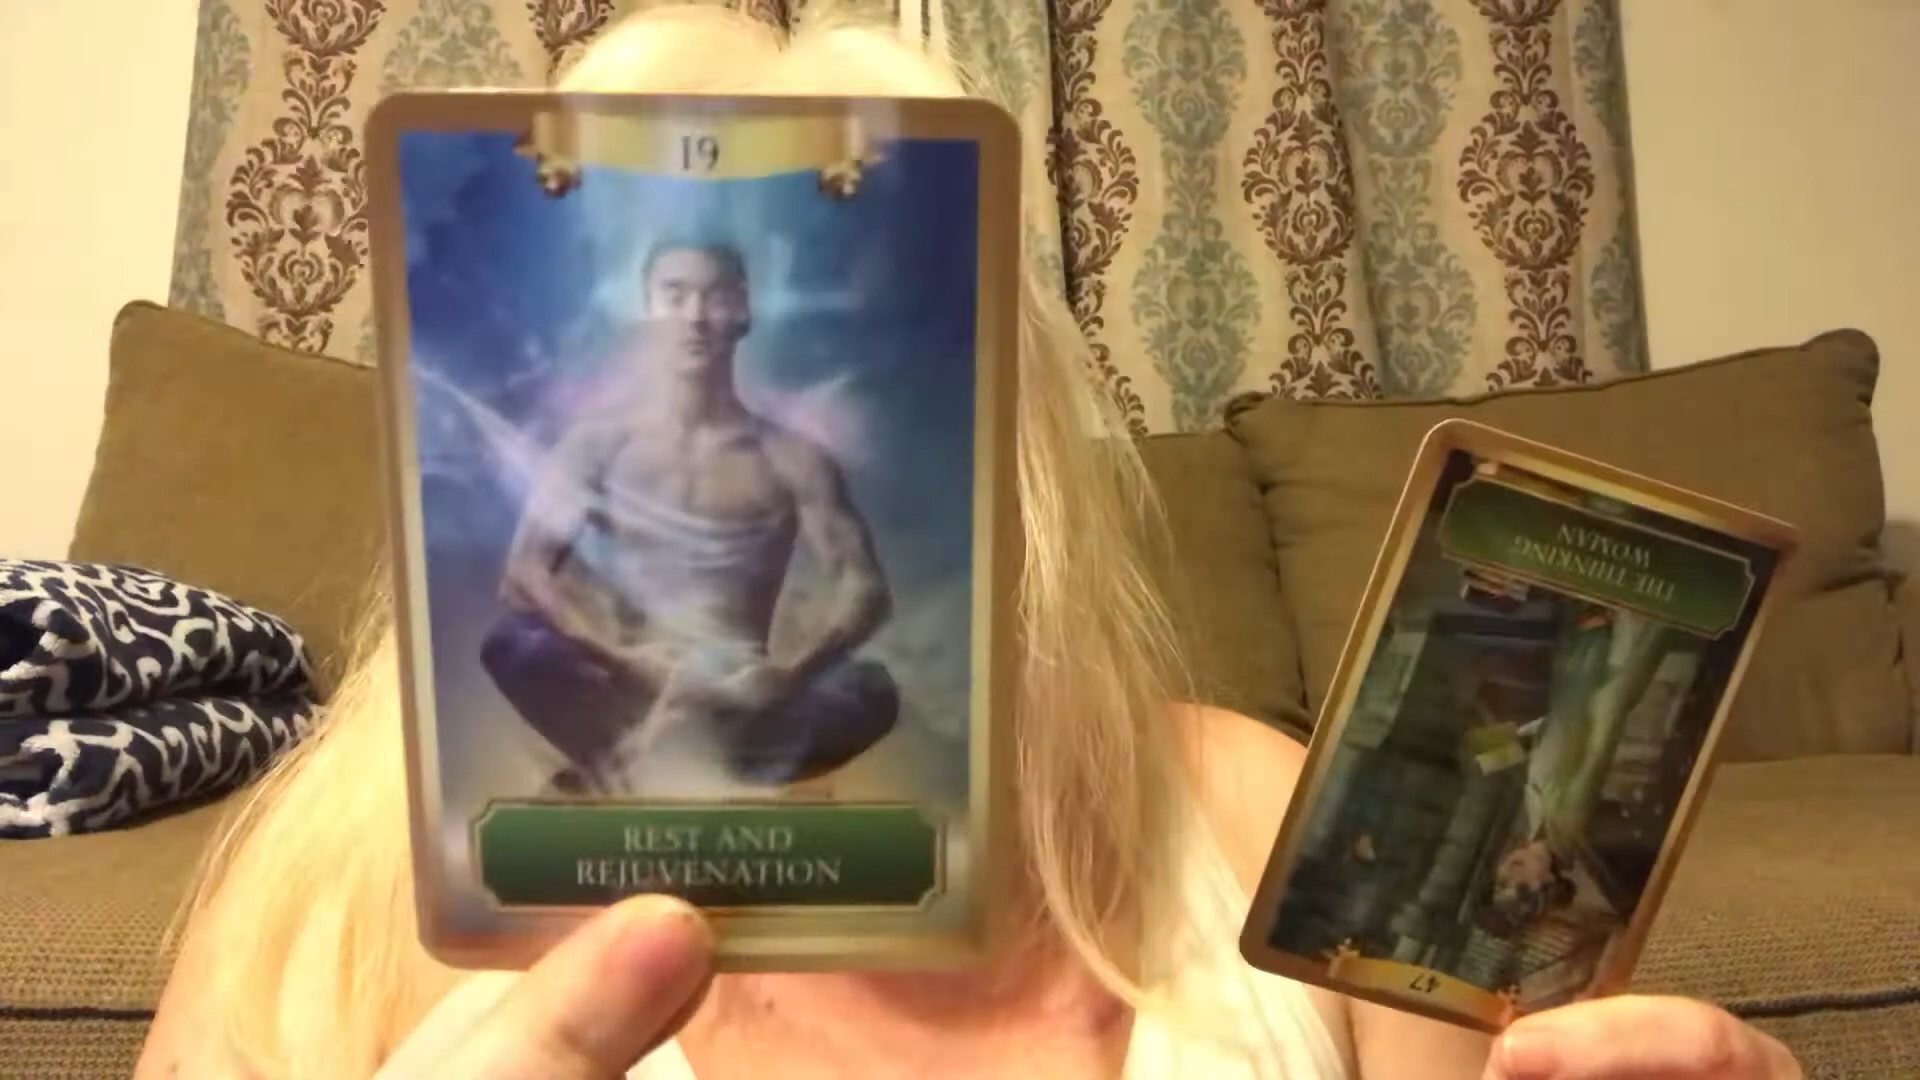 19
REST AND
REJUVENATION
THE THINKING
WOMAN
47